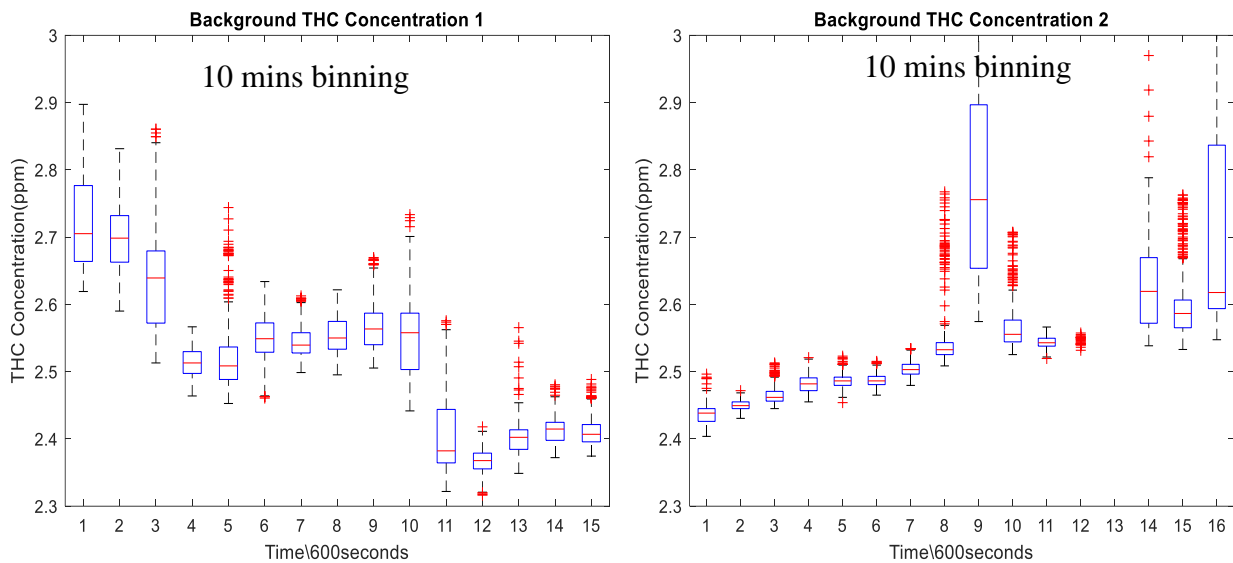 Background THC Concentration 1
10 mins binning
THC Concentration(ppm)
3
2.9
2.8
2.7
2.6
2.5
2.4
2.3
1 2 3 4 5 6 7 8 9 10 11 12 13 14 15
Time\600seconds
Background THC Concentration 2
10 mins binning
THC Concentration(ppm)
3
2.9
2.8
2.7
2.6
2.5
2.4
2.3
1 2 3 4 5 6 7 8 9 10 11 12 13 14 15 16
Time\600seconds